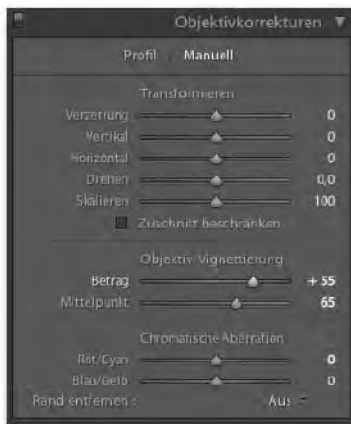 Objektivkorrekturen
Profil Manuell
Transformieren
Verzerrung 0
Vertikal 0
Horizontal 0
Drehen 0,0
Skalieren 100
Zuschnitt beschränken
Objektiv-Vignettierung
Betrag + 55
Mittelpunkt 65
Chromatische Aberration
Rot/Cyan 0
Blau/Gelb 0
Rand entfernen : Aus